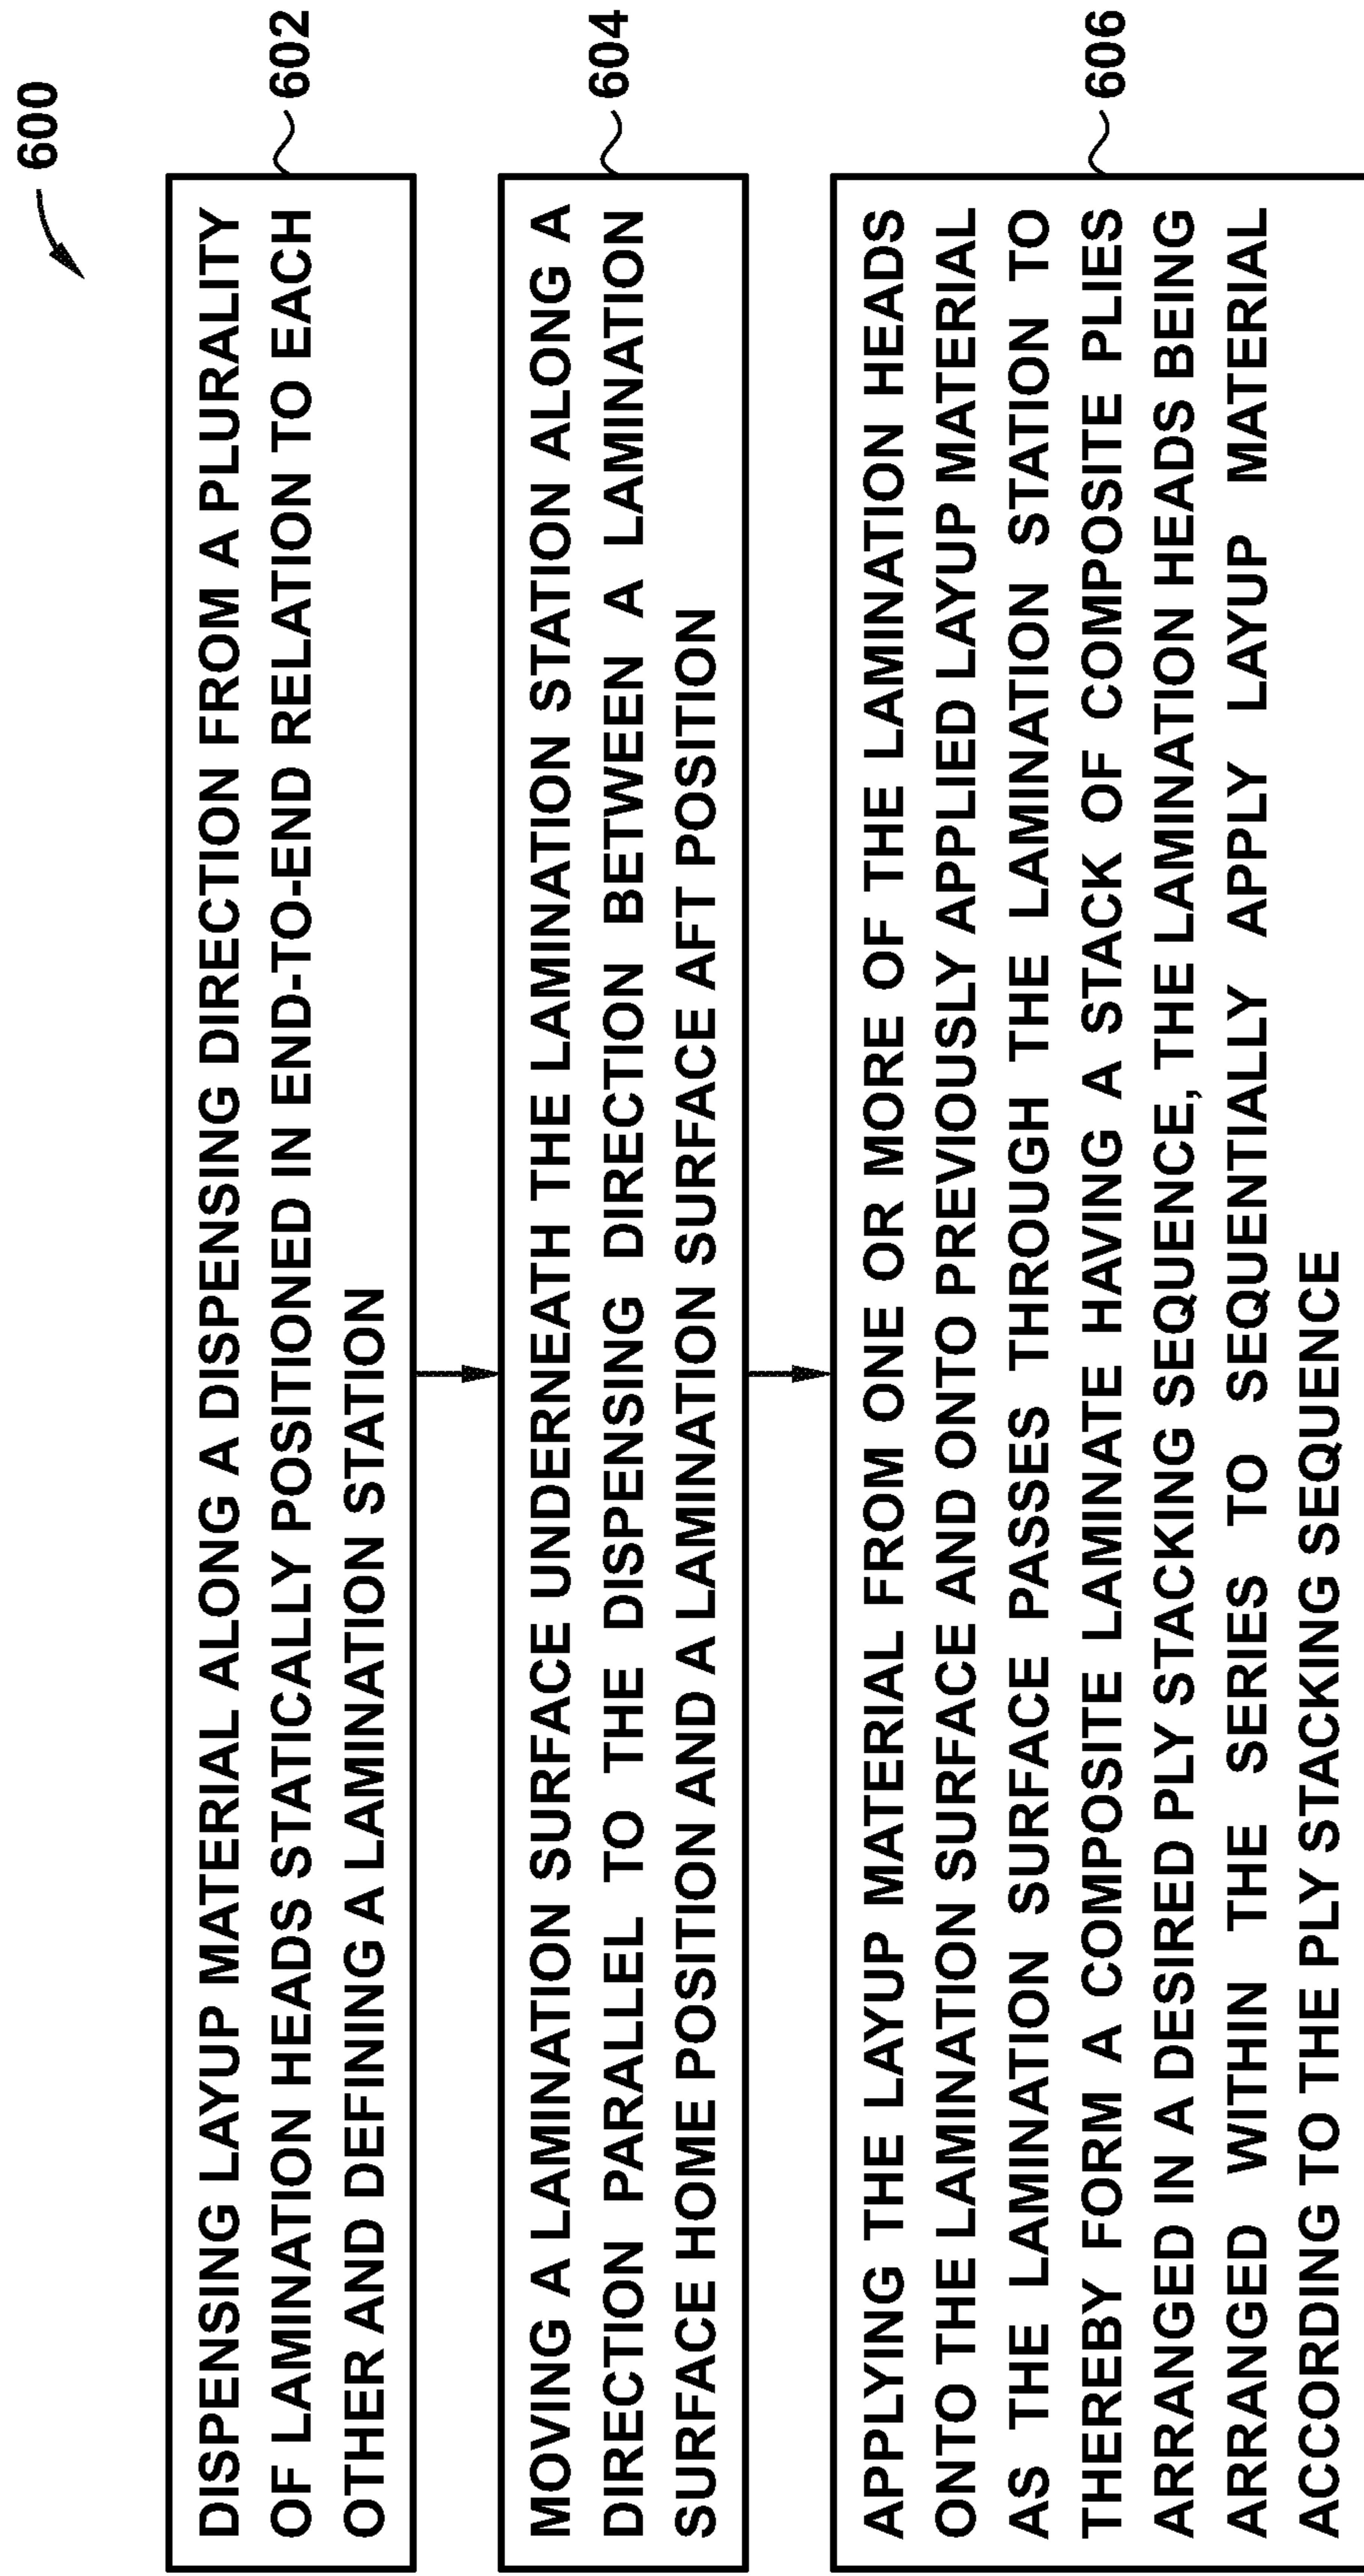 600
DISPENSING LAYUP MATERIAL ALONG A DISPENSING DIRECTION FROM A PLURALITY
OF LAMINATION HEADS STATICALLY POSITIONED IN END-TO-END RELATION TO EACH
OTHER AND DEFINING A LAMINATION STATION
602
MOVING A LAMINATION SURFACE UNDERNEATH THE LAMINATION STATION ALONG A
DIRECTION PARALLEL TO THE DISPENSING DIRECTION BETWEEN A LAMINATION
SURFACE HOME POSITION AND A LAMINATION SURFACE AFT POSITION
604
APPLYING THE LAYUP MATERIAL FROM ONE OR MORE OF THE LAMINATION HEADS
ONTO THE LAMINATION SURFACE AND ONTO PREVIOUSLY APPLIED LAYUP MATERIAL
AS THE LAMINATION SURFACE PASSES THROUGH THE LAMINATION STATION TO
THEREBY FORM A COMPOSITE LAMINATE HAVING A STACK OF COMPOSITE PLIES
ARRANGED IN A DESIRED PLY STACKING SEQUENCE, THE LAMINATION HEADS BEING
ARRANGED WITHIN THE SERIES TO SEQUENTIALLY APPLY LAYUP MATERIAL
ACCORDING TO THE PLY STACKING SEQUENCE
606